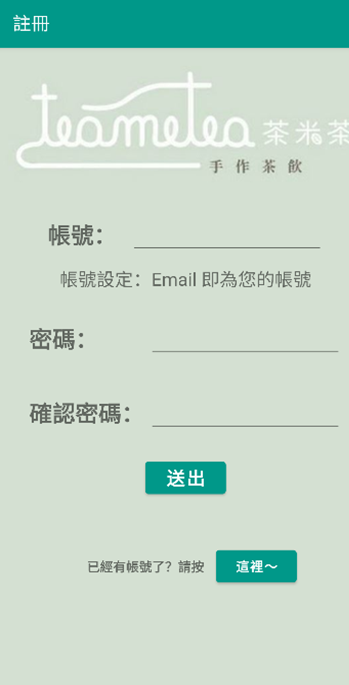 註冊
teametea 茶米茶
手作茶飲
帳號：
帳號設定：Email 即為您的帳號
密碼：
確認密碼：
送出
已經有帳號了？請按 這裡～